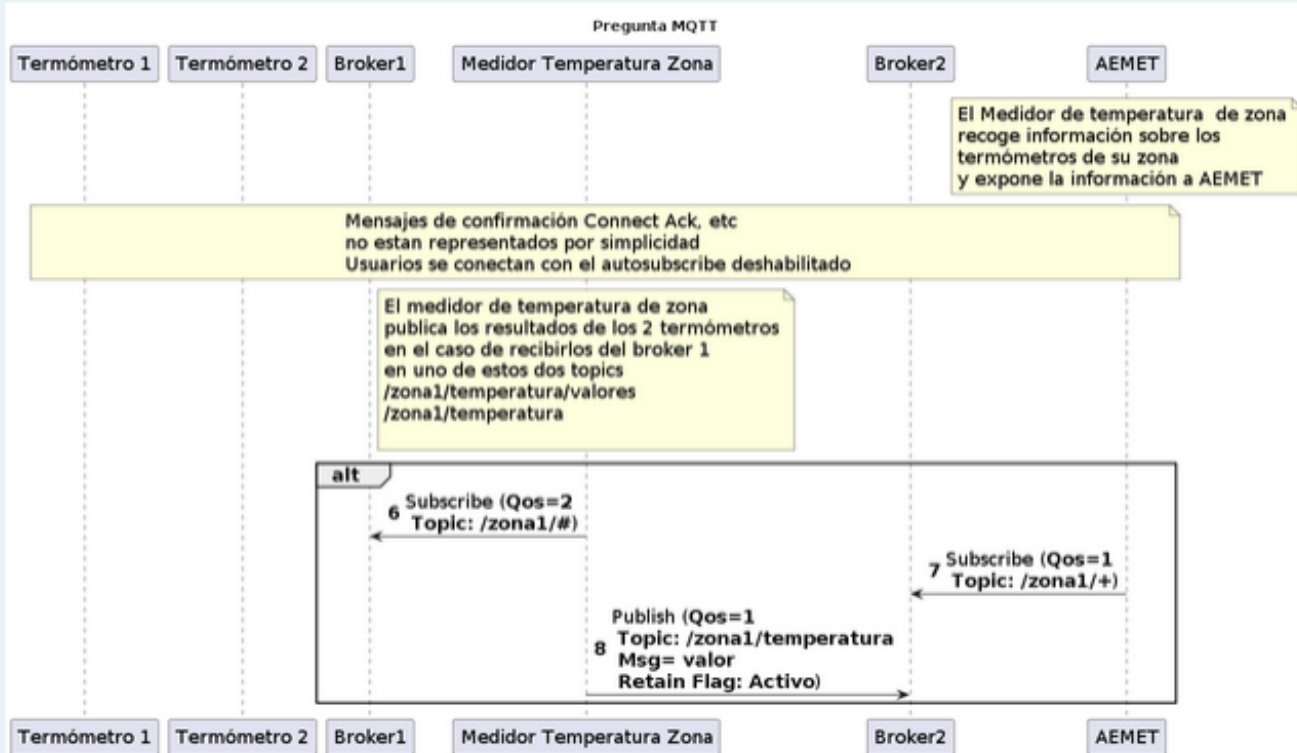 Pregunta MQTT
Termómetro 1
Termómetro 2
Broker1
Medidor Temperatura Zona
Broker2
AEMET
El Medidor de temperatura  de zona
recoge información sobre los
termómetros de su zona
y expone la información a AEMET
Mensajes de confirmación Connect Ack, etc
no estan representados por simplicidad
Usuarios se conectan con el autosubscribe deshabilitado
El medidor de temperatura de zona
publica los resultados de los 2 termómetros
en el caso de recibirlos del broker 1
en uno de estos dos topics
/zona1/temperatura/valores
/zona1/temperatura
alt
6 Subscribe (Qos=2
Topic: /zona1/#)
7 Subscribe (Qos=1
Topic: /zona1/+)
Publish (Qos=1
Topic: /zona1/temperatura
8 Msg= valor
Retain Flag: Activo)
Termómetro 1
Termómetro 2
Broker1
Medidor Temperatura Zona
Broker2
AEMET